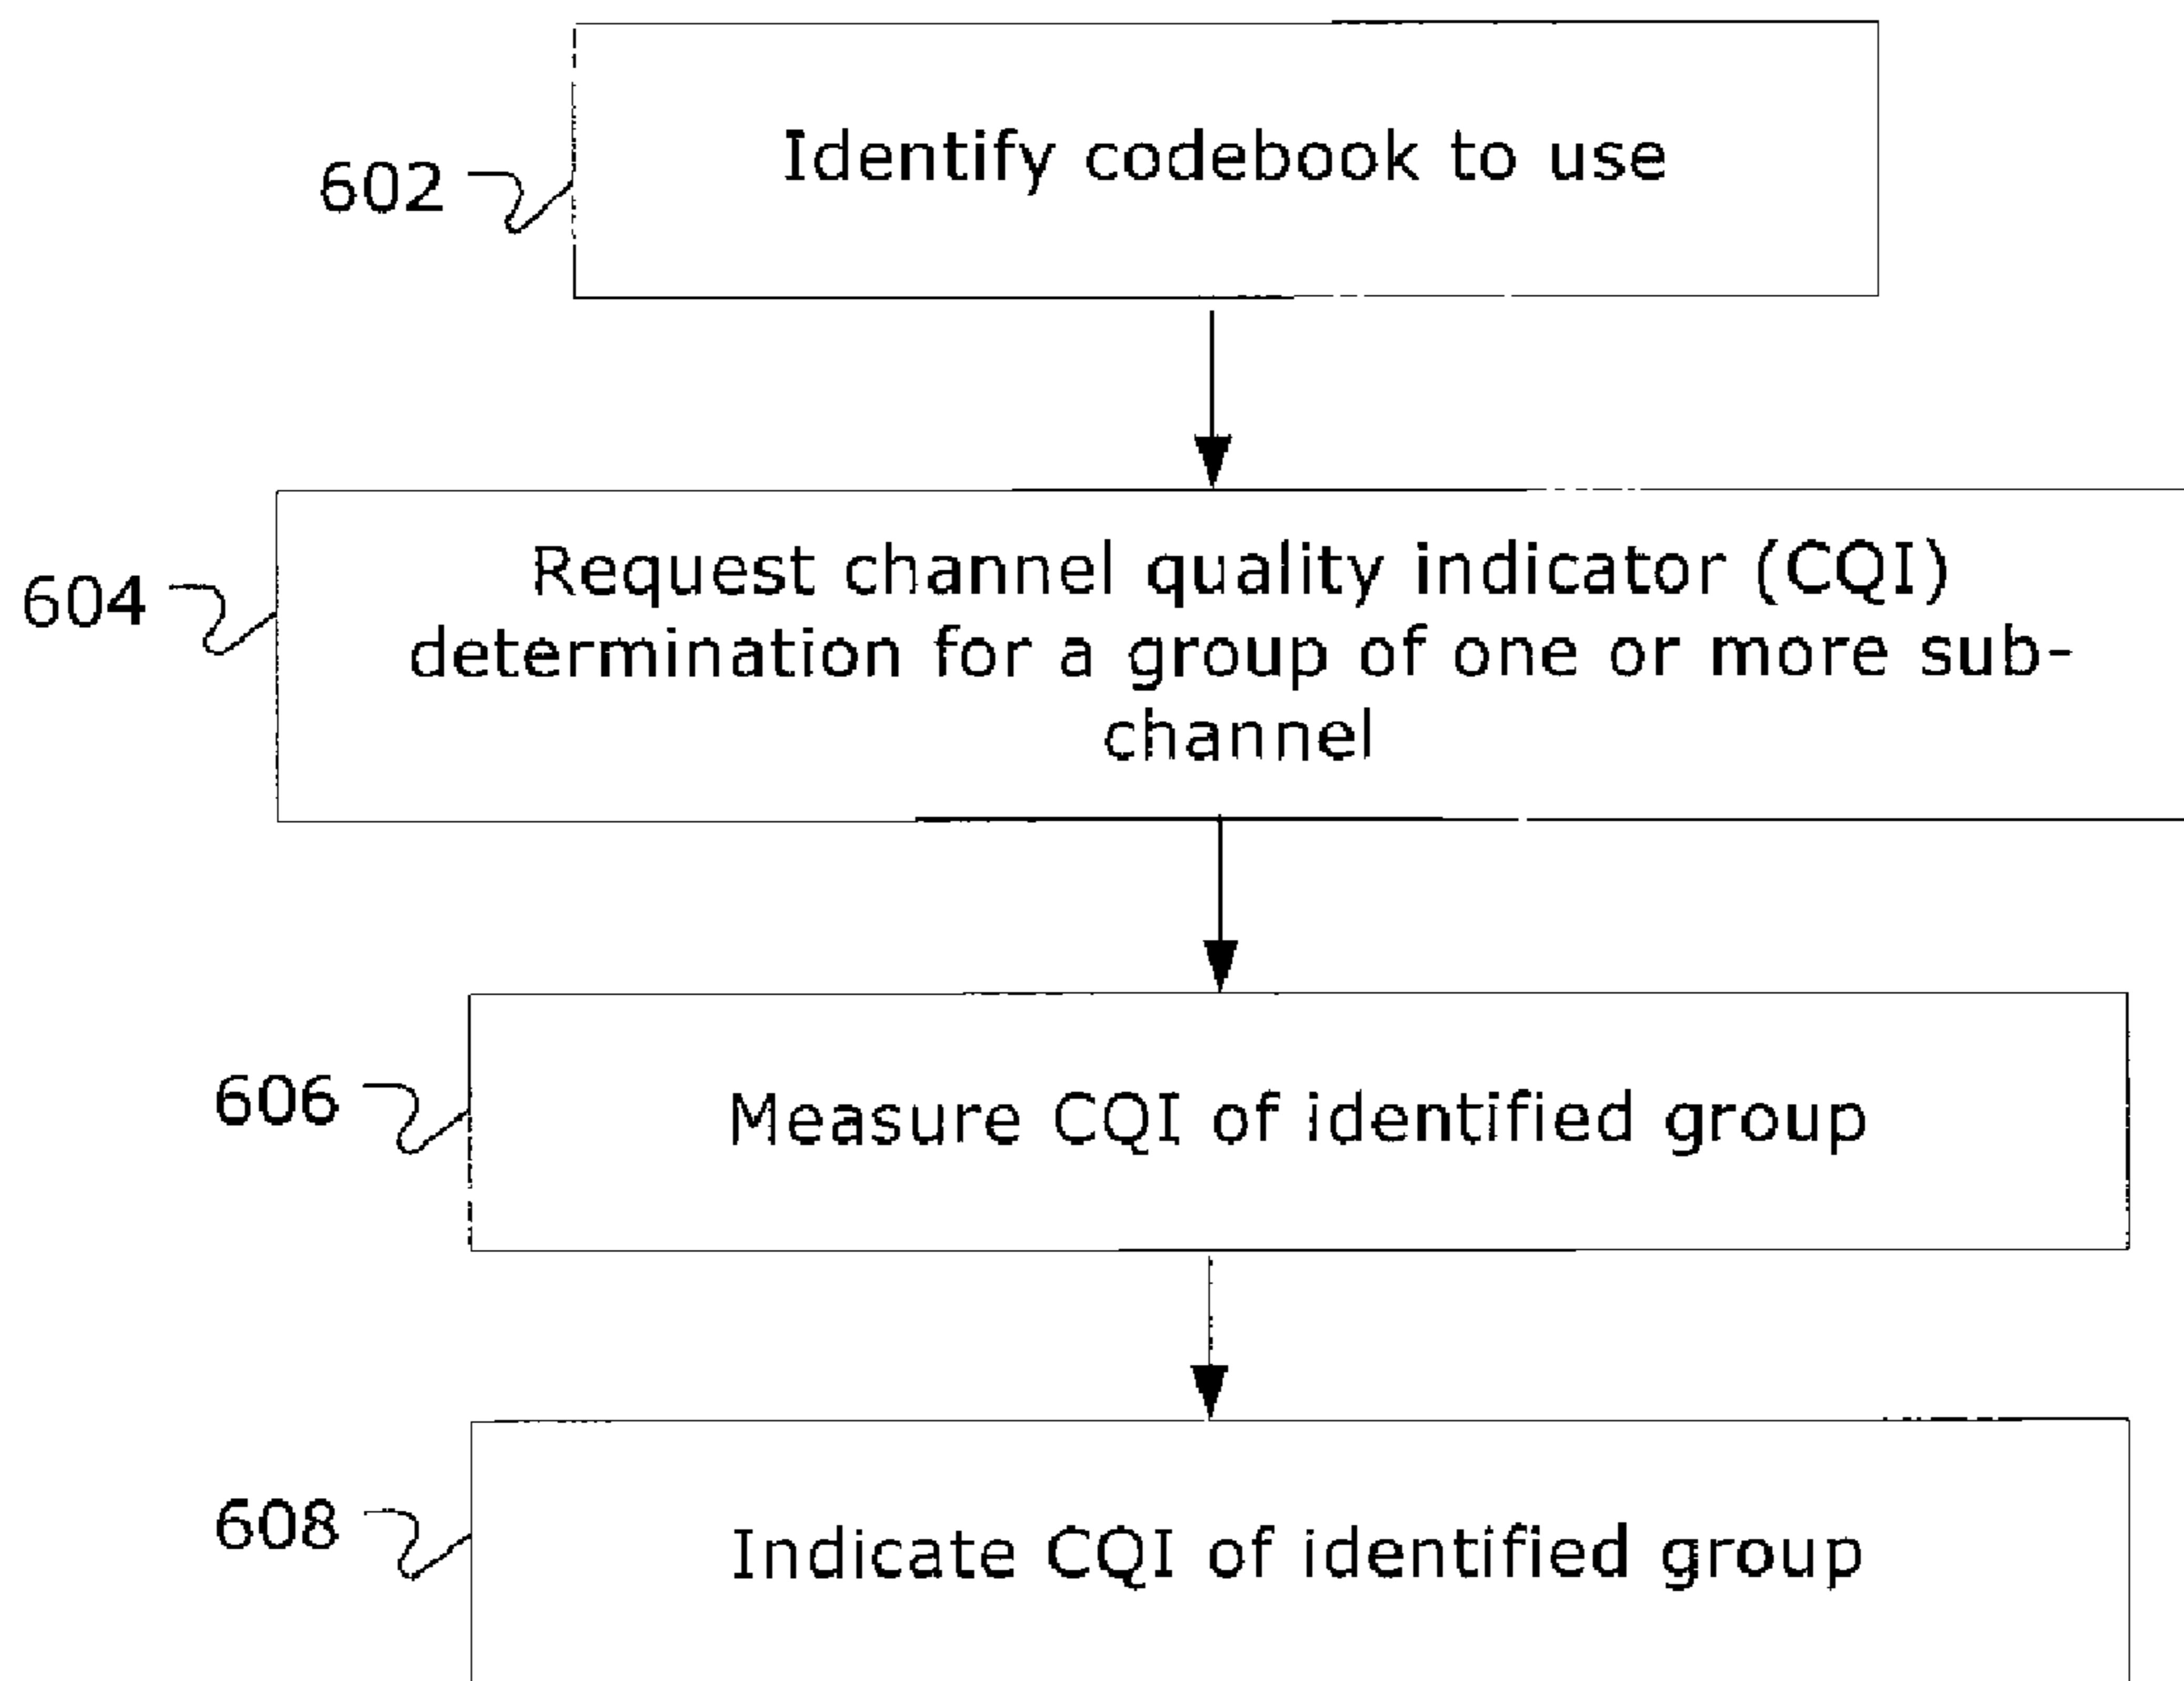 602
Identify codebook to use
604
Request channel quality indicator (CQI)
determination for a group of one or more sub-
channel
606
Measure CQI of identified group
608
Indicate CQI of identified group